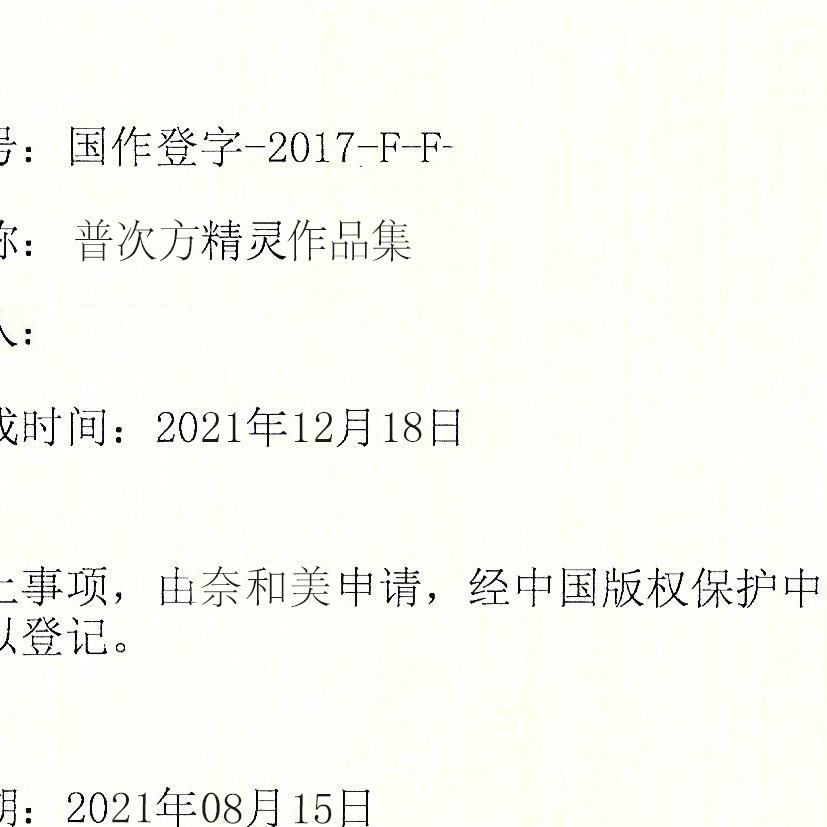 号：国作登字-2017-F-F-
称：普次方精灵作品集
人：
成时间：2021年12月18日
上事项，由奈和美申请，经中国版权保护中
以登记。
期：2021年08月15日